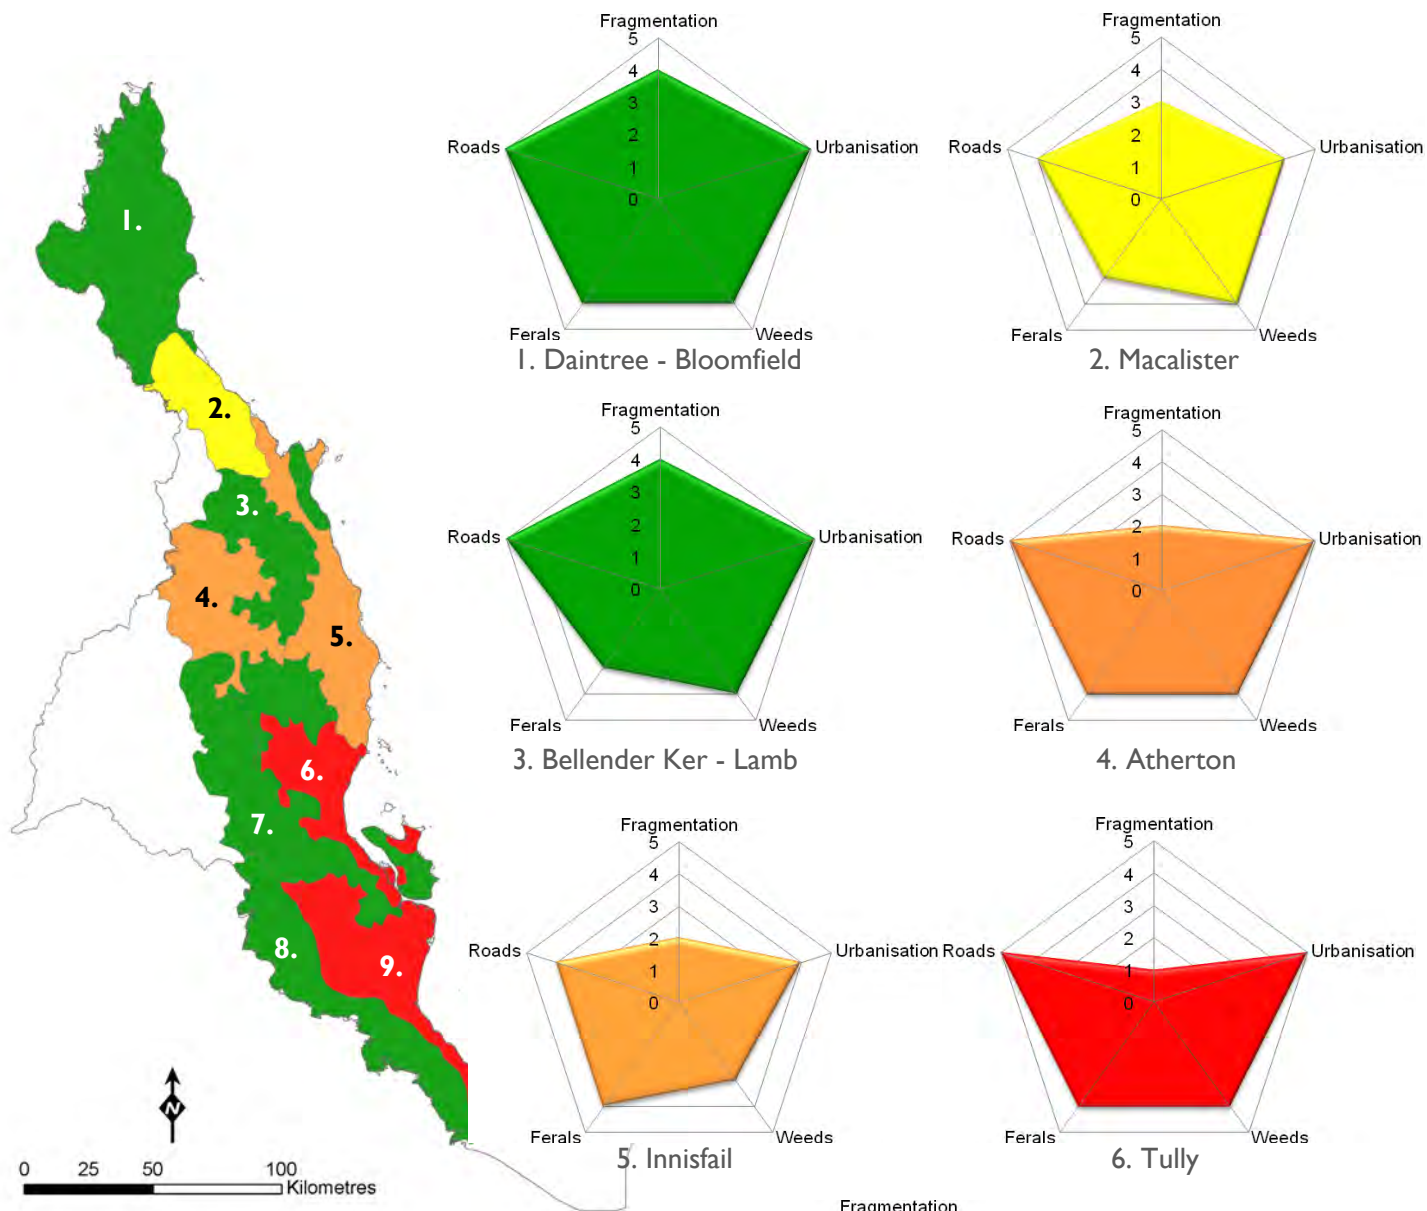 Fragmentation
5
4
3
2
1
0
Roads
Urbanisation
Ferals
Weeds
1. Daintree - Bloomfield
Fragmentation
5
4
3
2
1
0
Roads
Urbanisation
Ferals
Weeds
2. Macalister
Fragmentation
5
4
3
2
1
0
Roads
Urbanisation
Ferals
Weeds
3. Bellender Ker - Lamb
Fragmentation
5
4
3
2
1
0
Roads
Urbanisation
Ferals
Weeds
4. Atherton
Fragmentation
5
4
3
2
1
0
Roads
Urbanisation
Ferals
Weeds
5. Innisfail
Fragmentation
5
4
3
2
1
0
Roads
Urbanisation
Ferals
Weeds
6. Tully
Fragmentation
1.
2.
3.
4.
5.
6.
7.
8.
9.
N
0 25 50 100
Kilometres